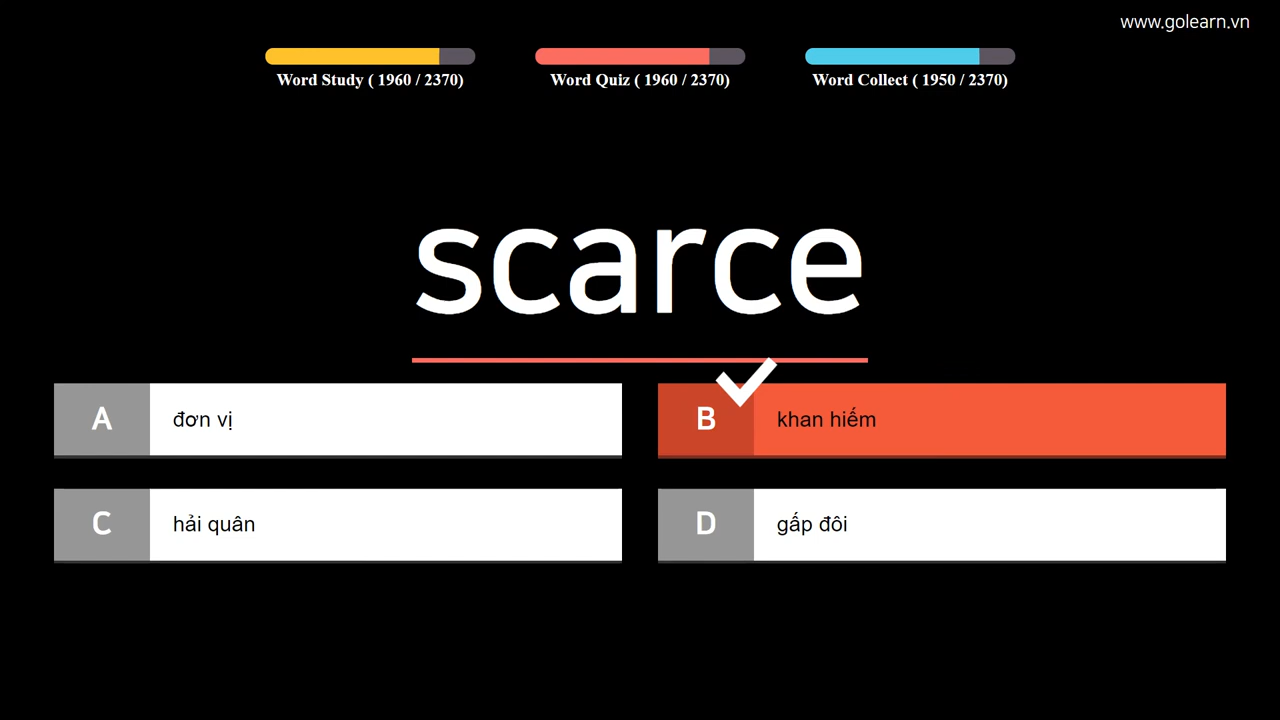 www.golearn.vn
Word Study ( 1960 / 2370)
Word Quiz ( 1960 / 2370)
Word Collect ( 1950 / 2370)
scarce
A đơn vị
B khan hiếm
C hải quân
D gấp đôi